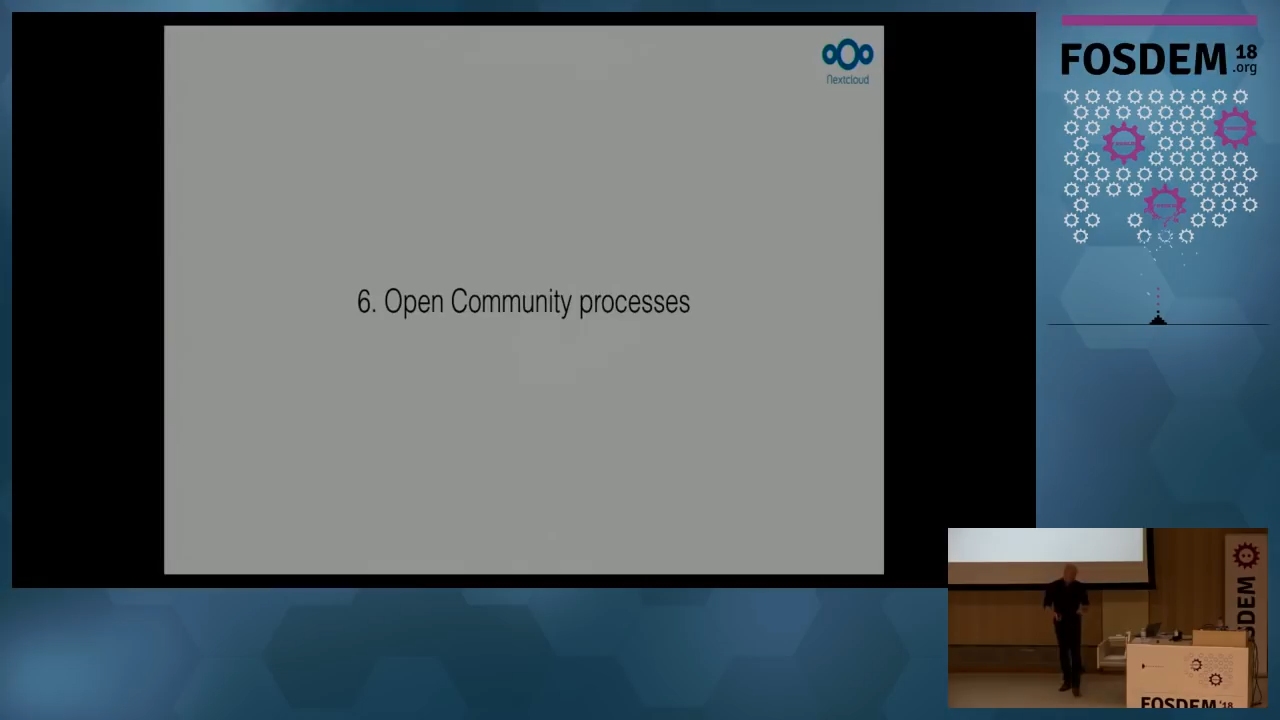 Nextcloud
6. Open Community processes
FOSDEM 18
.org
FOSDEM
FOSDEM '18